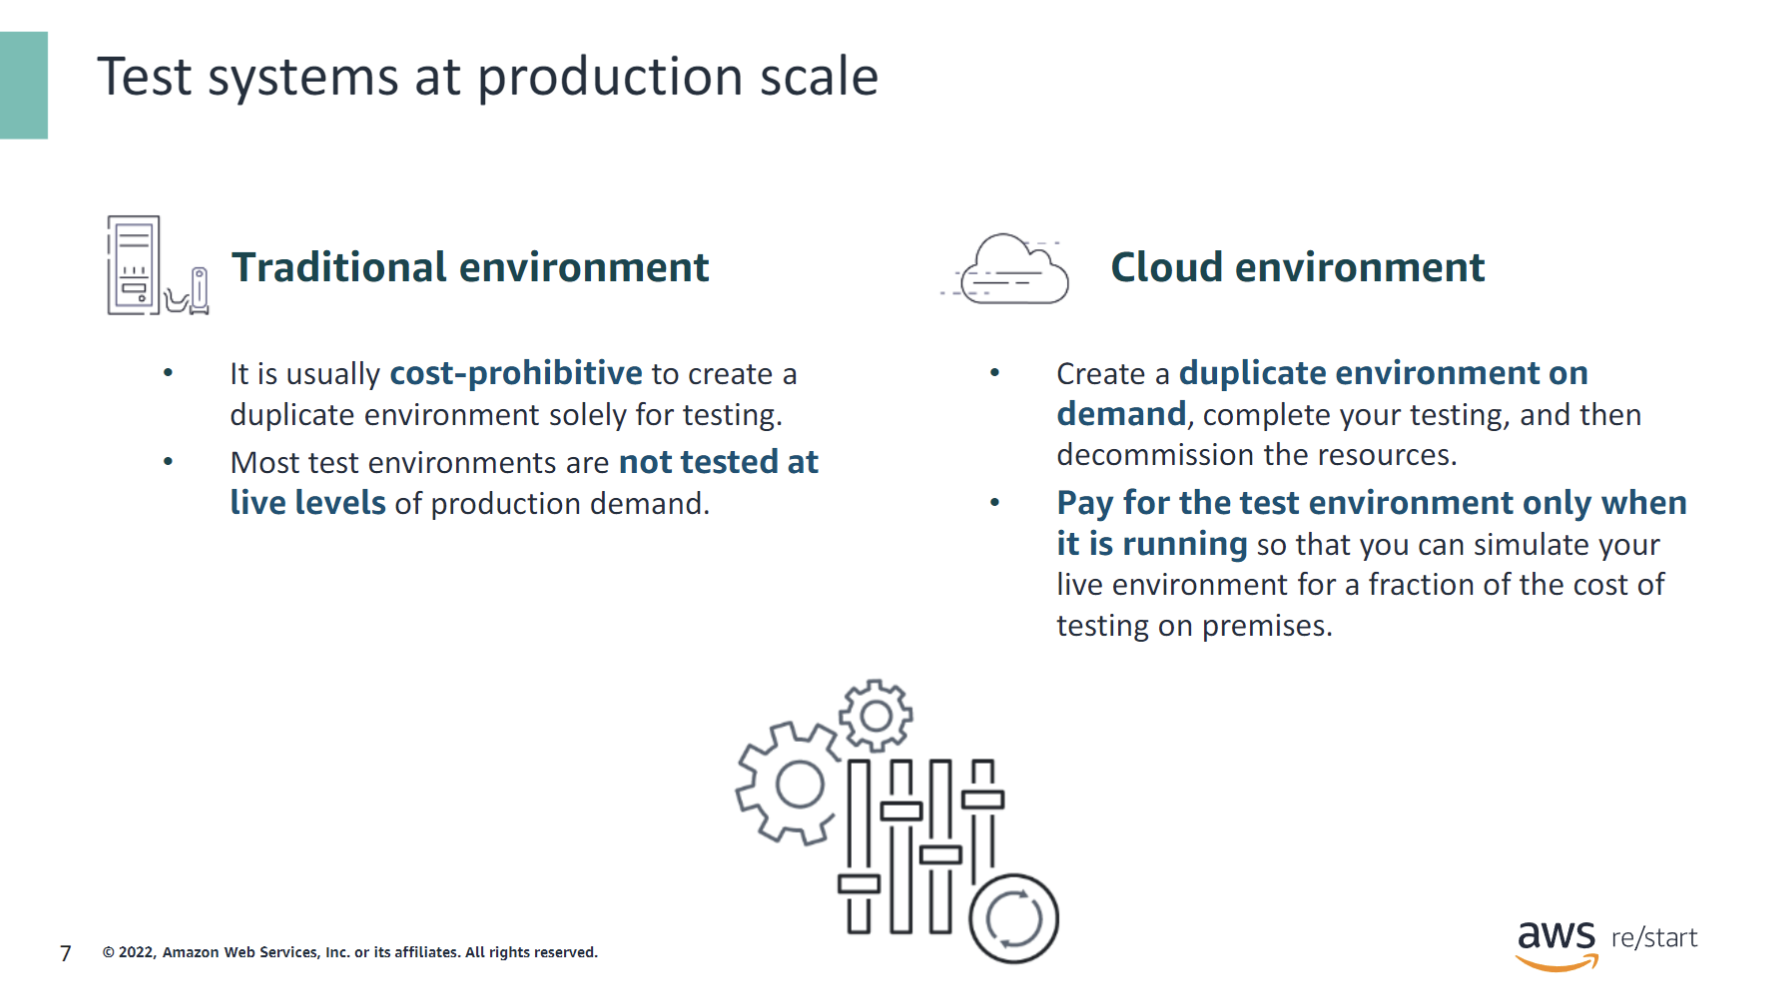 Test systems at production scale
Traditional environment
• It is usually cost-prohibitive to create a
duplicate environment solely for testing.
• Most test environments are not tested at
live levels of production demand.
Cloud environment
• Create a duplicate environment on
demand, complete your testing, and then
decommission the resources.
• Pay for the test environment only when
it is running so that you can simulate your
live environment for a fraction of the cost of
testing on premises.
7
© 2022, Amazon Web Services, Inc. or its affiliates. All rights reserved.
aws re/start